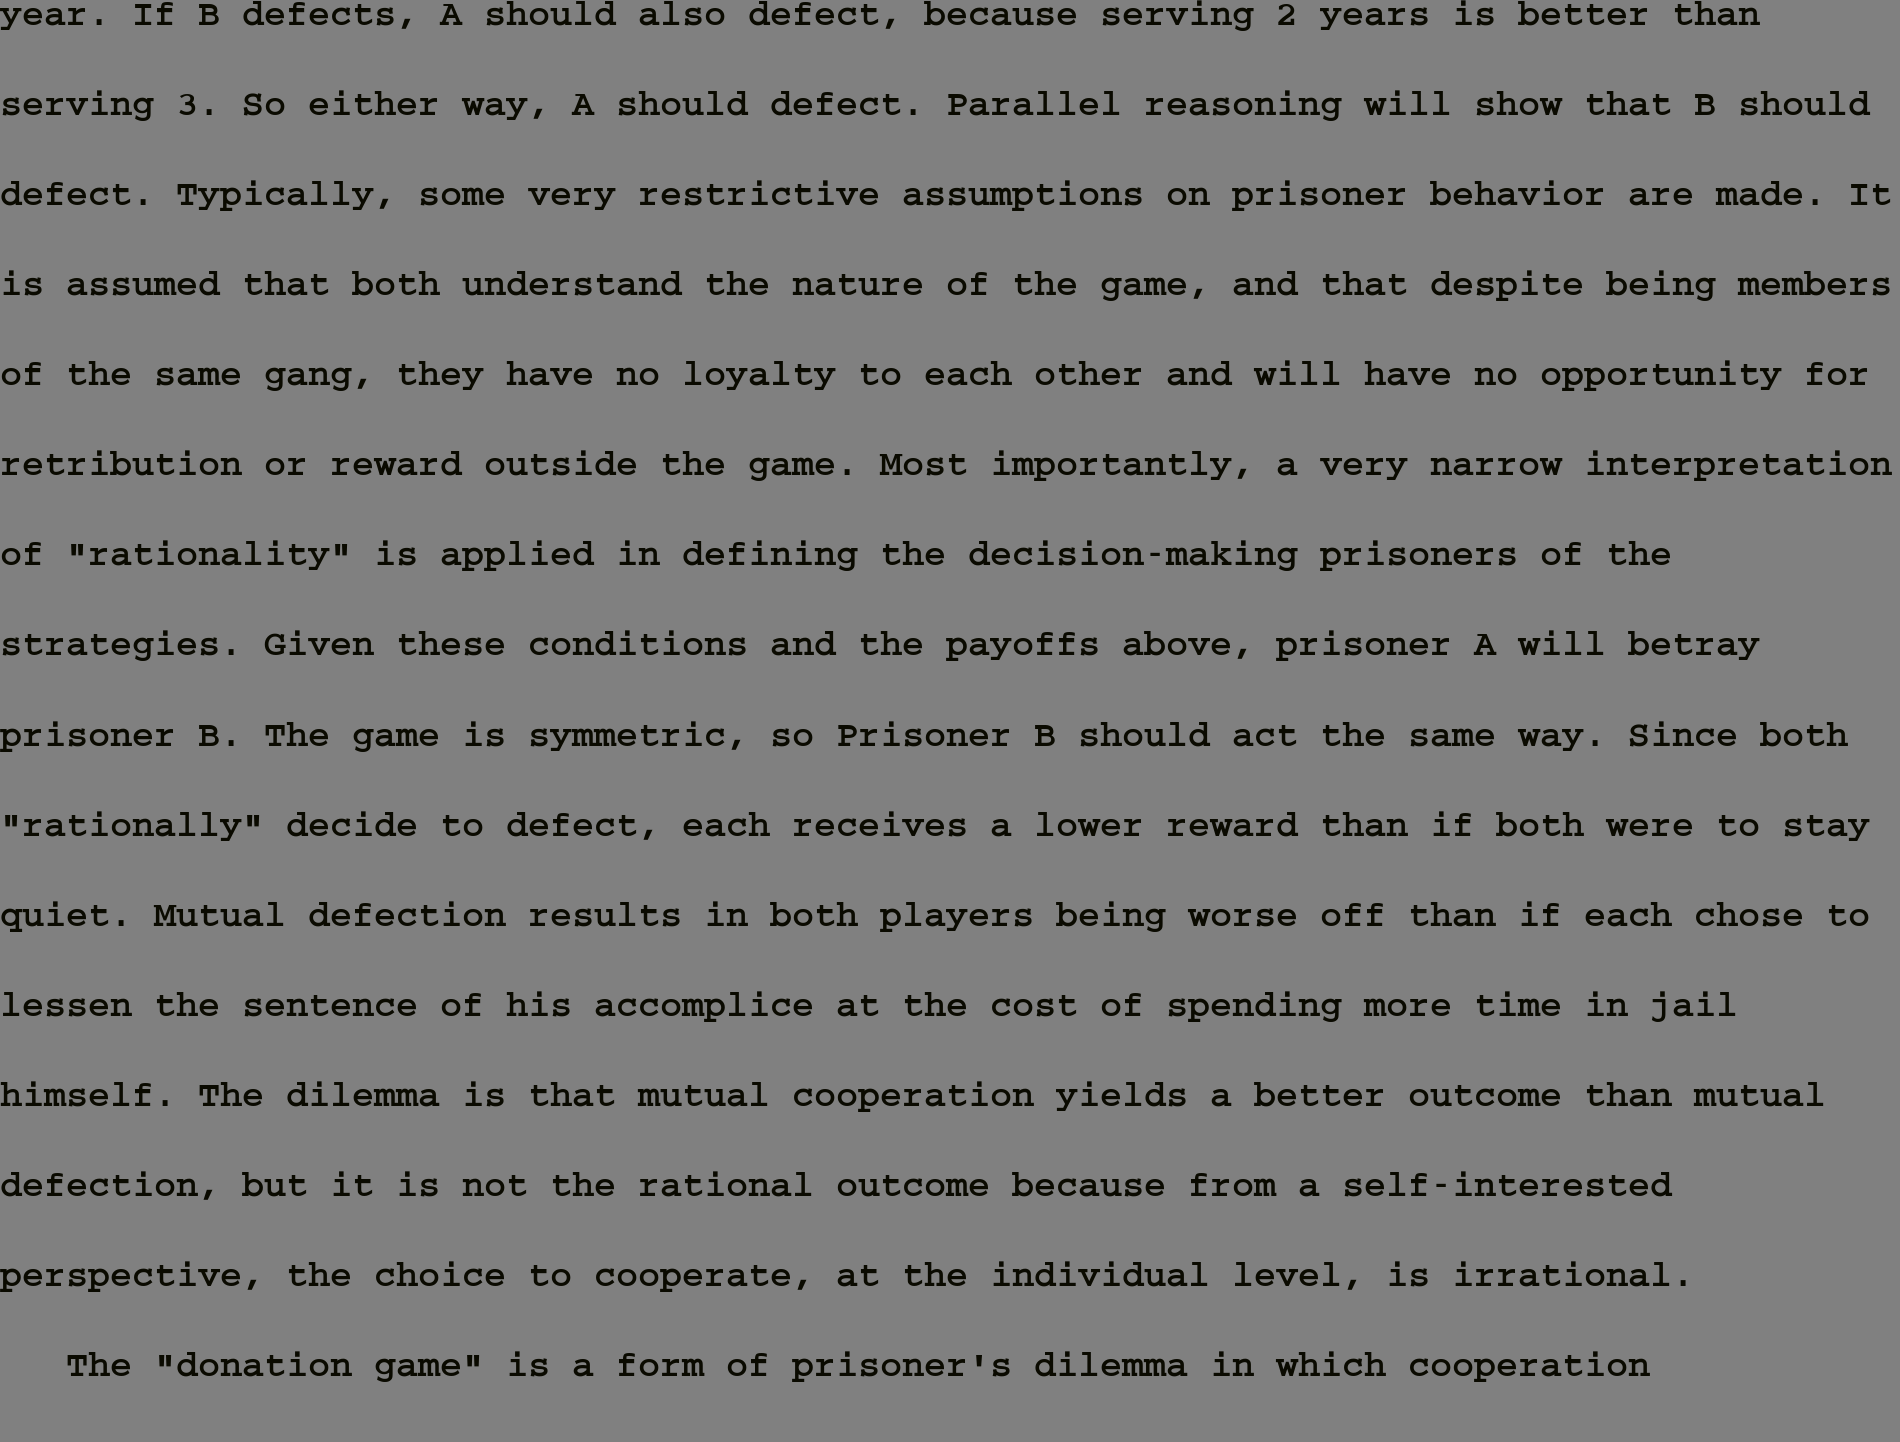 year. If B defects, A should also defect, because serving 2 years is better than
serving 3. So either way, A should defect. Parallel reasoning will show that B should
defect. Typically, some very restrictive assumptions on prisoner behavior are made. It
is assumed that both understand the nature of the game, and that despite being members
of the same gang, they have no loyalty to each other and will have no opportunity for
retribution or reward outside the game. Most importantly, a very narrow interpretation
of "rationality" is applied in defining the decision-making prisoners of the
strategies. Given these conditions and the payoffs above, prisoner A will betray
prisoner B. The game is symmetric, so Prisoner B should act the same way. Since both
"rationally" decide to defect, each receives a lower reward than if both were to stay
quiet. Mutual defection results in both players being worse off than if each chose to
lessen the sentence of his accomplice at the cost of spending more time in jail
himself. The dilemma is that mutual cooperation yields a better outcome than mutual
defection, but it is not the rational outcome because from a self-interested
perspective, the choice to cooperate, at the individual level, is irrational.
The "donation game" is a form of prisoner's dilemma in which cooperation